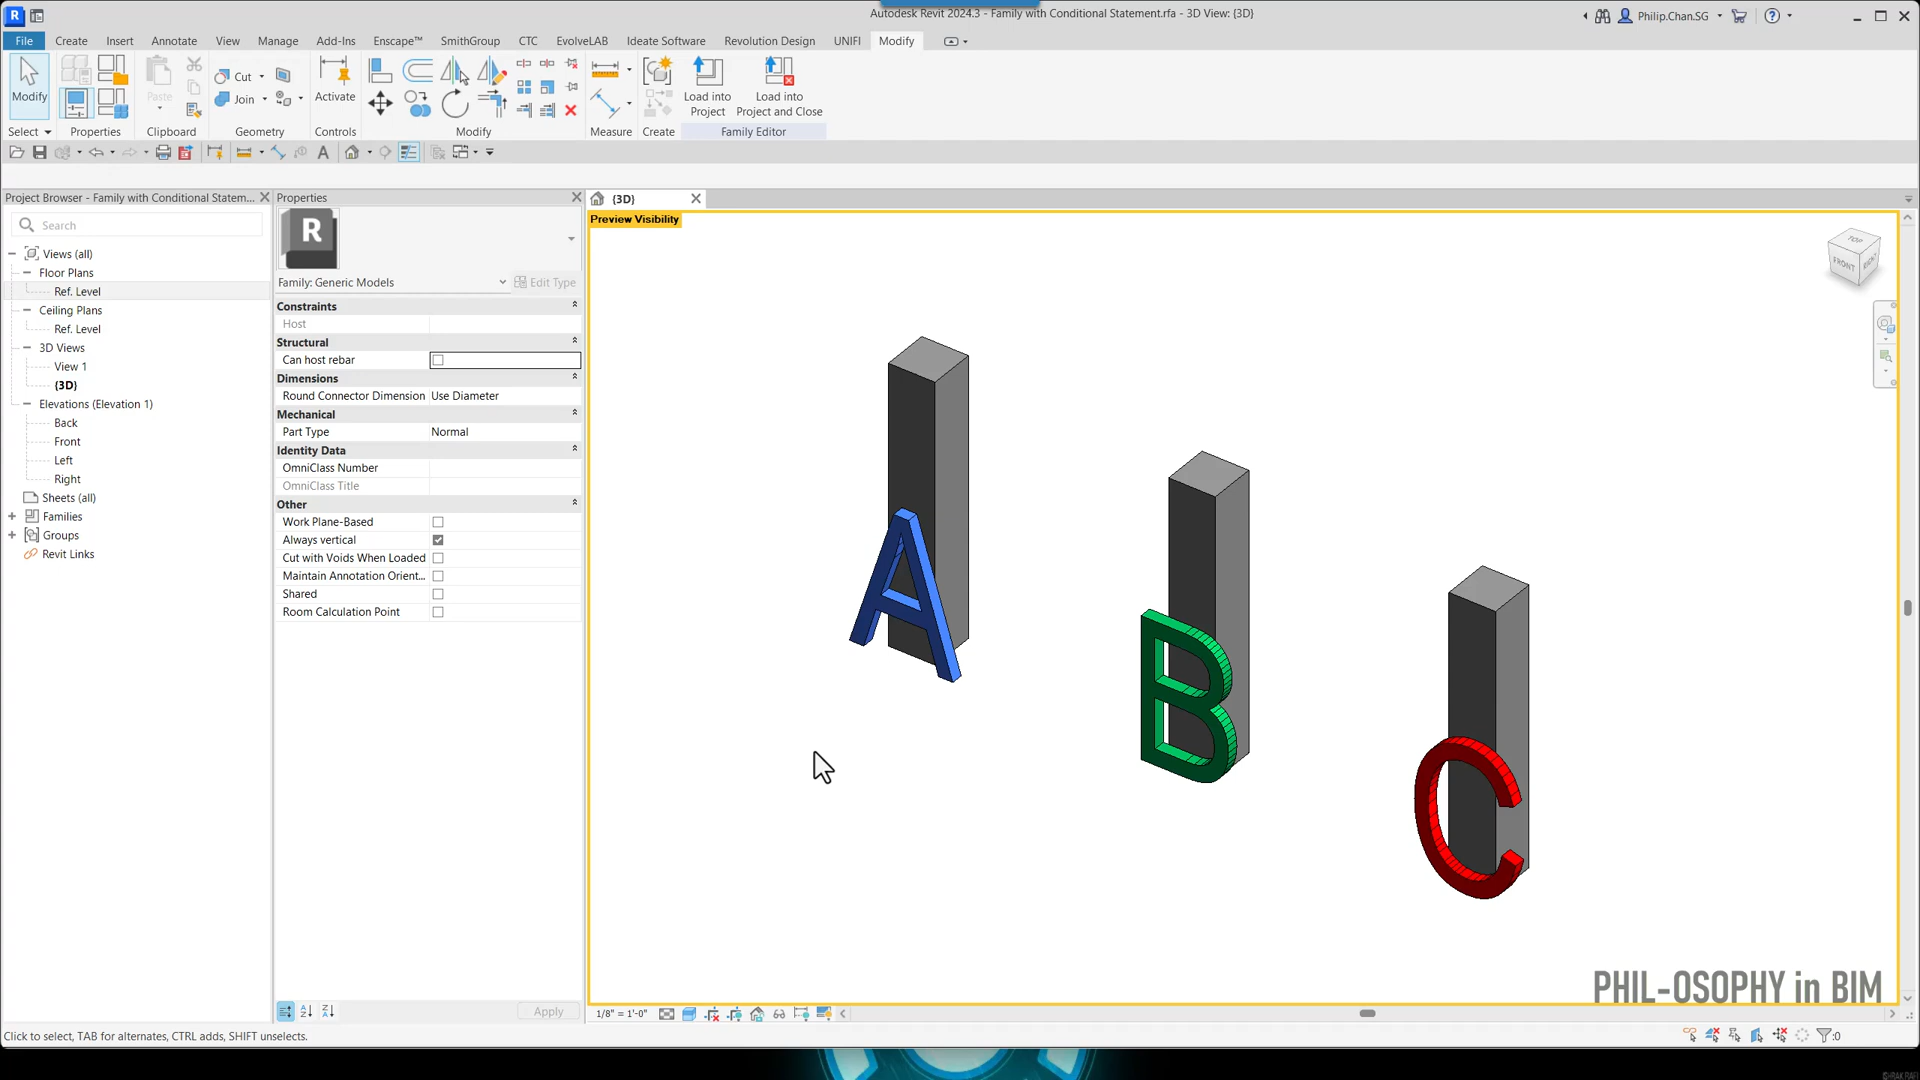 Autodesk Revit 2024.3 - Family with Conditional Statement.rfa - 3D View: {3D}
Philip.Chan.SG
File Create Insert Annotate View Manage Add-Ins Enscape™ SmithGroup CTC EvolveLAB Ideate Software Revolution Design UNIFI Modify
Modify
Paste
Cut
Join
Activate
Load into Project
Load into Project and Close
Select Properties Clipboard Geometry Controls Modify Measure Create Family Editor
Project Browser - Family with Conditional Statem...
Search
Views (all)
Floor Plans
Ref. Level
Ceiling Plans
Ref. Level
3D Views
View 1
{3D}
Elevations (Elevation 1)
Back
Front
Left
Right
Sheets (all)
Families
Groups
Revit Links
Properties
R
Family: Generic Models
Edit Type
Constraints
Host
Structural
Can host rebar
Dimensions
Round Connector Dimension Use Diameter
Mechanical
Part Type Normal
Identity Data
OmniClass Number
OmniClass Title
Other
Work Plane-Based
Always vertical
Cut with Voids When Loaded
Maintain Annotation Orient...
Shared
Room Calculation Point
Apply
{3D}
Preview Visibility
TOP
FRONT
RIGHT
A
B
C
PHIL-OSOPHY in BIM
1/8" = 1'-0"
Click to select, TAB for alternates, CTRL adds, SHIFT unselects.
:0